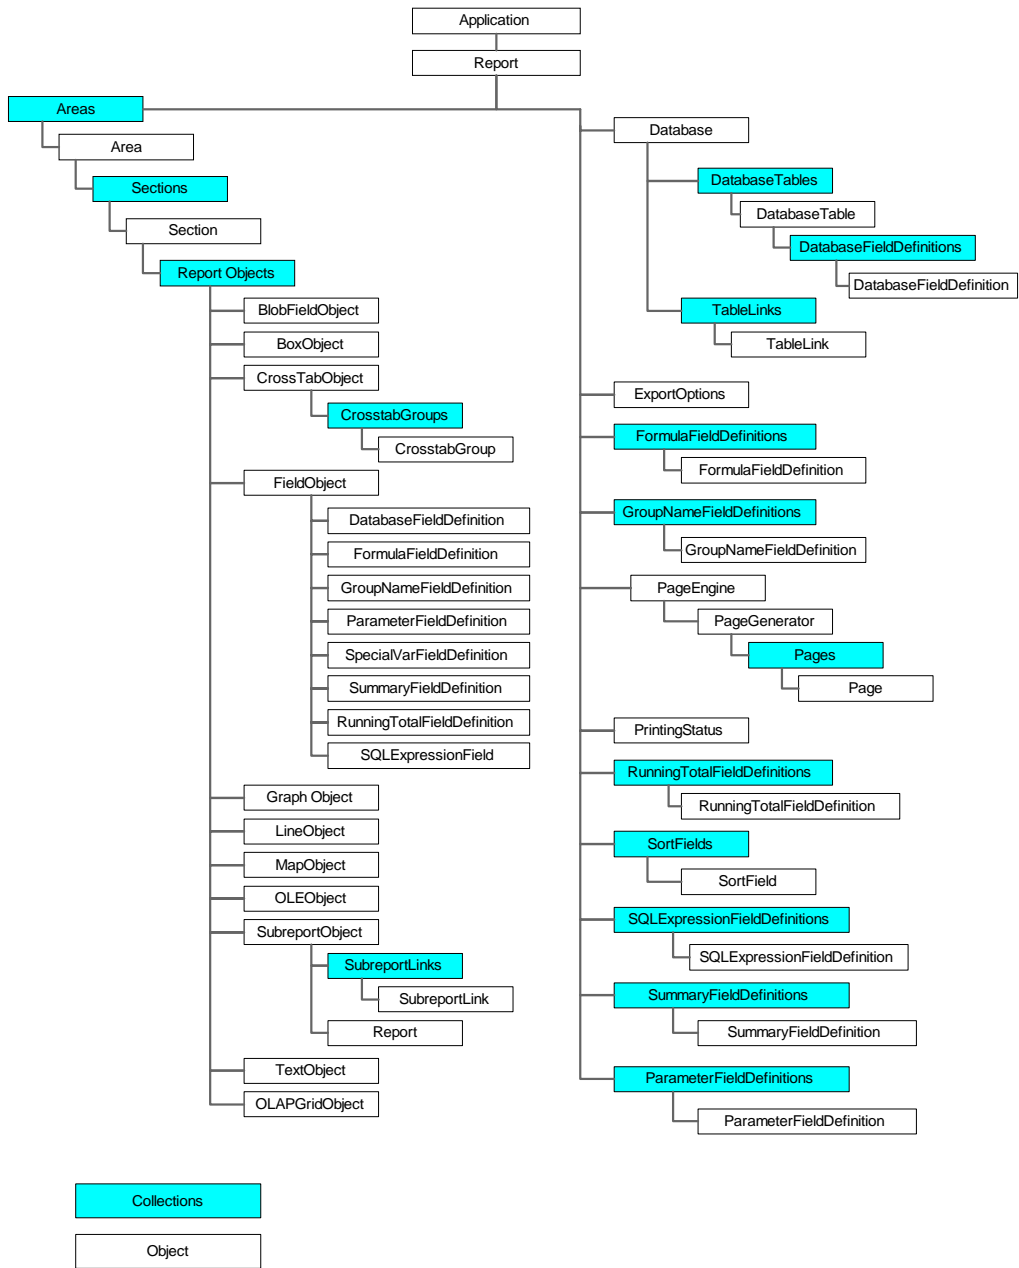 Application
Report
Areas
Area
Sections
Section
Report Objects
BlobFieldObject
BoxObject
CrossTabObject
CrosstabGroups
CrosstabGroup
FieldObject
DatabaseFieldDefinition
FormulaFieldDefinition
GroupNameFieldDefinition
ParameterFieldDefinition
SpecialVarFieldDefinition
SummaryFieldDefinition
RunningTotalFieldDefinition
SQLExpressionField
Graph Object
LineObject
MapObject
OLEObject
SubreportObject
SubreportLinks
SubreportLink
Report
TextObject
OLAPGridObject
Database
DatabaseTables
DatabaseTable
DatabaseFieldDefinitions
DatabaseFieldDefinition
TableLinks
TableLink
ExportOptions
FormulaFieldDefinitions
FormulaFieldDefinition
GroupNameFieldDefinitions
GroupNameFieldDefinition
PageEngine
PageGenerator
Pages
Page
PrintingStatus
RunningTotalFieldDefinitions
RunningTotalFieldDefinition
SortFields
SortField
SQLExpressionFieldDefinitions
SQLExpressionFieldDefinition
SummaryFieldDefinitions
SummaryFieldDefinition
ParameterFieldDefinitions
ParameterFieldDefinition
Collections
Object